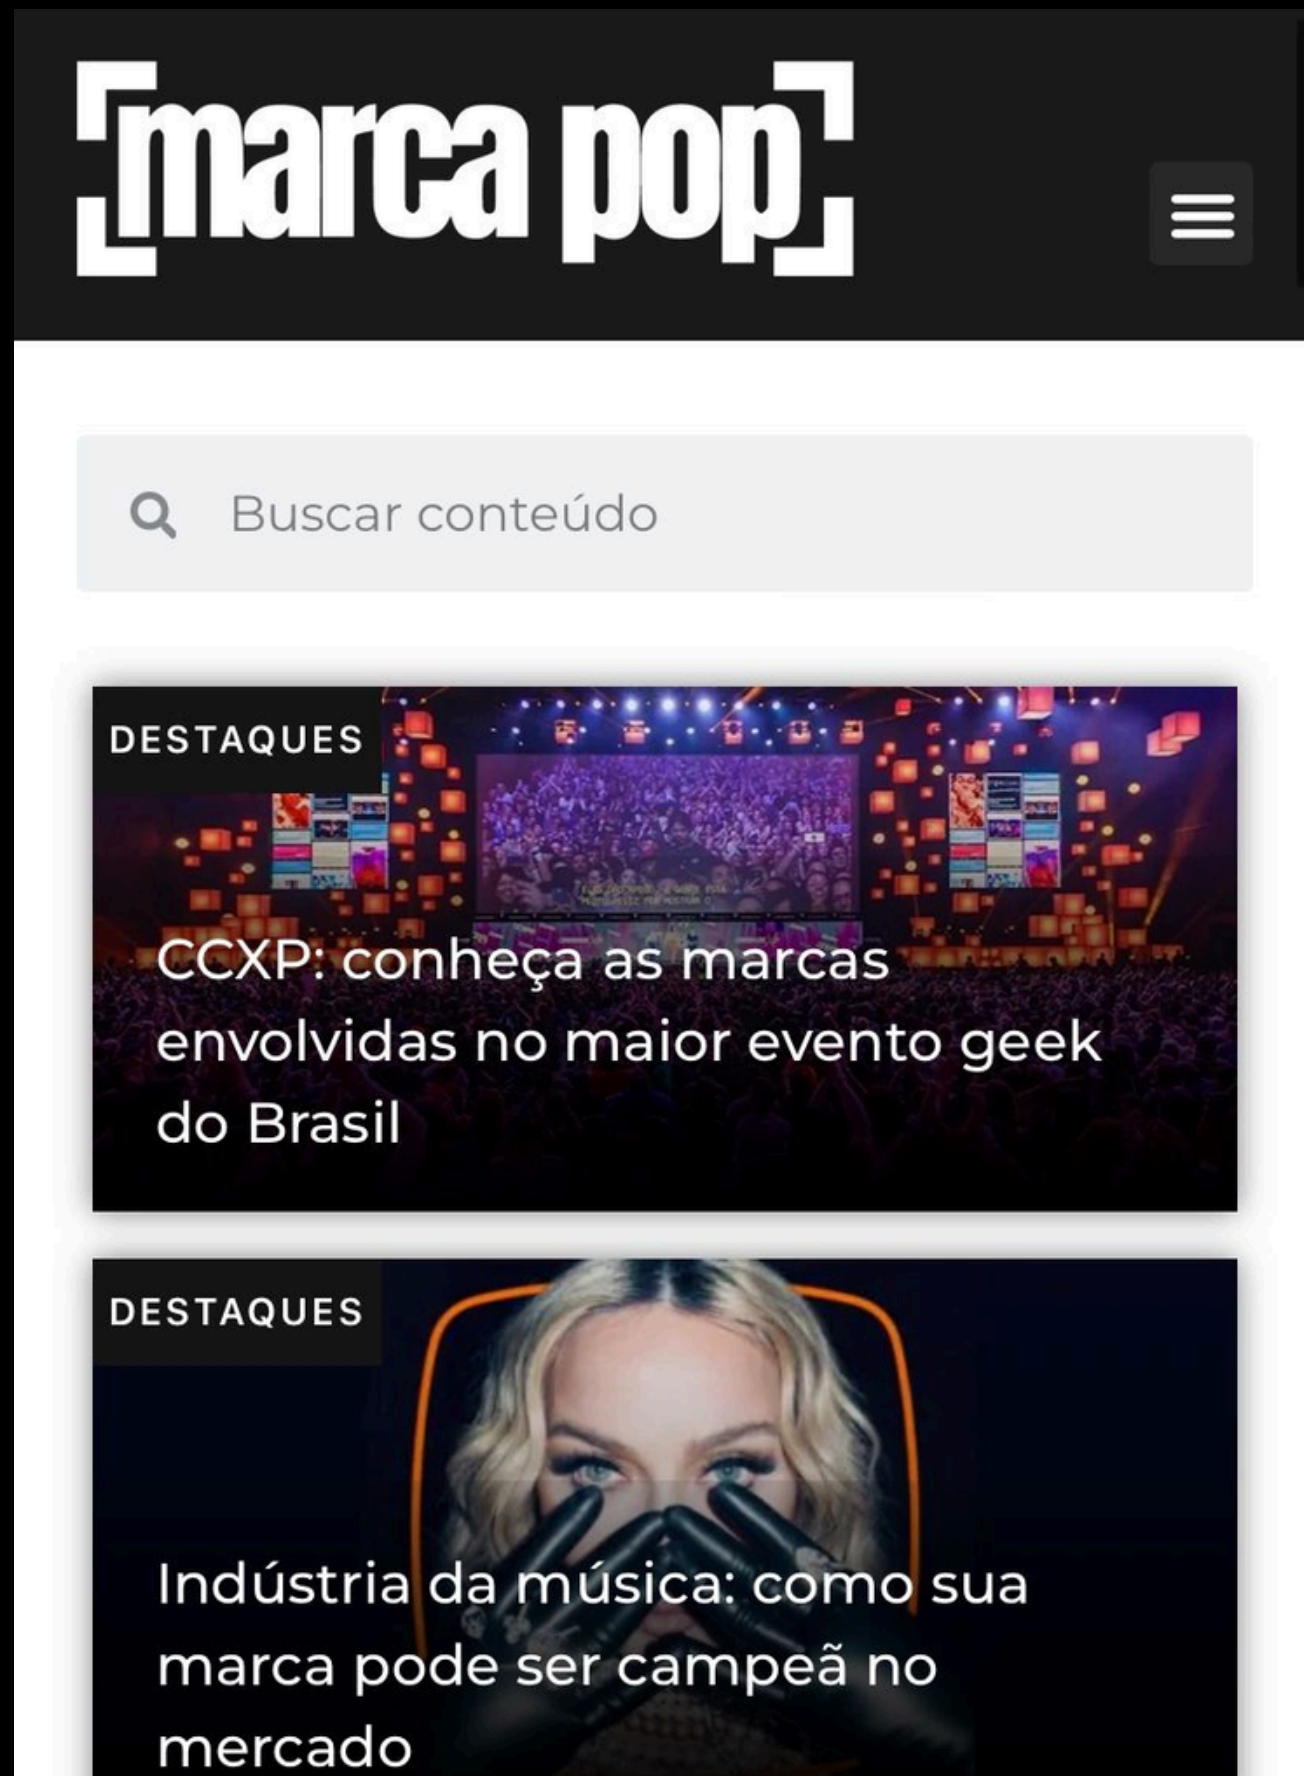 marca pop
Buscar conteúdo
DESTAQUES
CCXP: conheça as marcas
envolvidas no maior evento geek
do Brasil
DESTAQUES
Indústria da música: como sua
marca pode ser campeã no
mercado